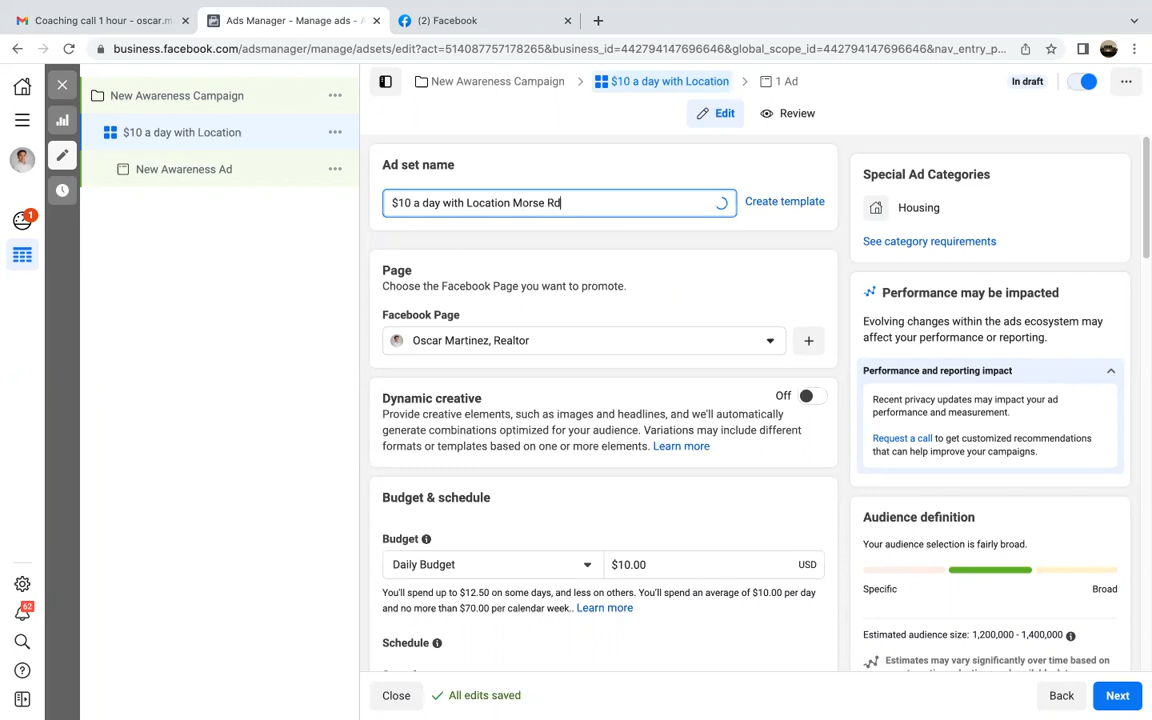 Coaching call 1 hour - oscar.m
Ads Manager - Manage ads - A
(2) Facebook
business.facebook.com/adsmanager/manage/adsets/edit?act=514087757178265&business_id=442794147696646&global_scope_id=442794147696646&nav_entry_p...
New Awareness Campaign
$10 a day with Location
New Awareness Ad
1
62
New Awareness Campaign > $10 a day with Location > 1 Ad
In draft
Edit
Review
Ad set name
$10 a day with Location Morse Rd
Create template
Page
Choose the Facebook Page you want to promote.
Facebook Page
Oscar Martinez, Realtor
Dynamic creative
Off
Provide creative elements, such as images and headlines, and we'll automatically
generate combinations optimized for your audience. Variations may include different
formats or templates based on one or more elements. Learn more
Budget & schedule
Budget
Daily Budget
$10.00
USD
You'll spend up to $12.50 on some days, and less on others. You'll spend an average of $10.00 per day
and no more than $70.00 per calendar week.. Learn more
Schedule
Special Ad Categories
Housing
See category requirements
Performance may be impacted
Evolving changes within the ads ecosystem may
affect your performance or reporting.
Performance and reporting impact
Recent privacy updates may impact your ad
performance and measurement.
Request a call to get customized recommendations
that can help improve your campaigns.
Audience definition
Your audience selection is fairly broad.
Specific
Broad
Estimated audience size: 1,200,000 - 1,400,000
Estimates may vary significantly over time based on
Close
All edits saved
Back
Next